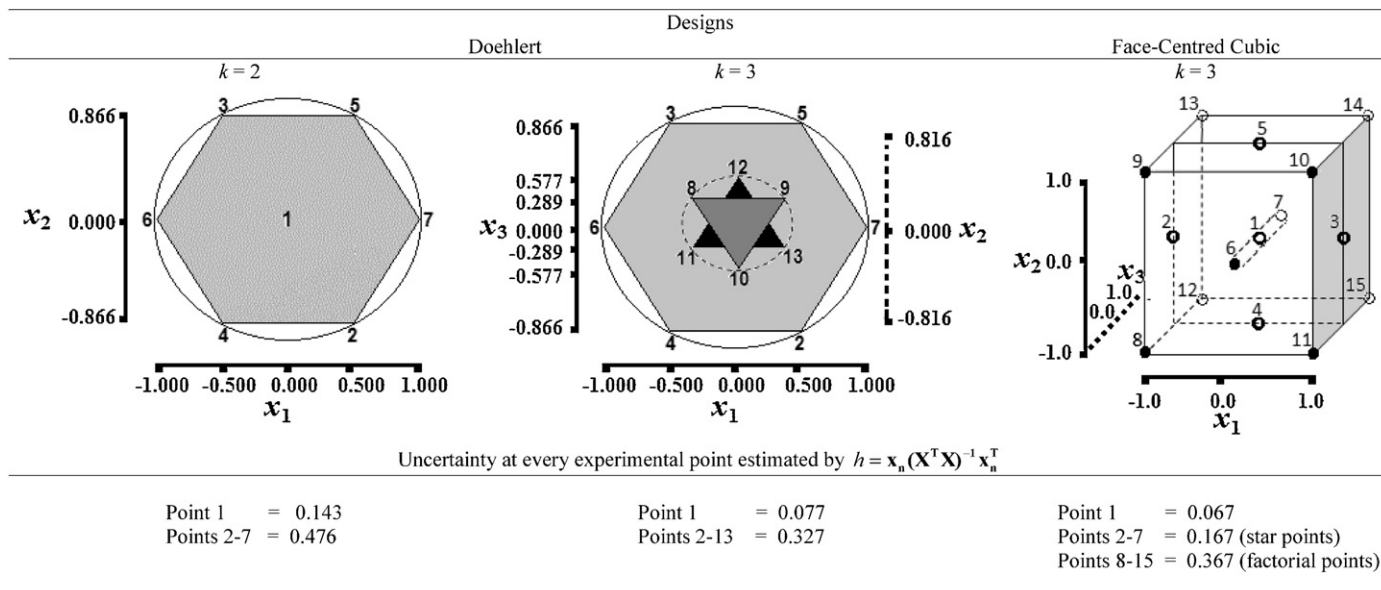 Designs
Doehlert Face-Centred Cubic
k = 2 k = 3 k = 3
3 5
0.866
x2 0.000
-0.866
6 1 7
4 2
-1.000 -0.500 0.000 0.500 1.000
x1
3 5
0.866
0.577
0.289
x3 0.000
-0.289
-0.577
-0.866
12
8 9
6 7
11 13
10
4 2
0.816
0.000 x2
-0.816
-1.000 -0.500 0.000 0.500 1.000
x1
13 14
5
9 10
1.0
7
2 1 3
6
x2 0.0
x3
1.0
0.0
12 15
4
-1.0
8 11
-1.0 0.0 1.0
x1
Uncertainty at every experimental point estimated by h = xn(XTX)−1xnT
Point 1 = 0.143 Point 1 = 0.077 Point 1 = 0.067
Points 2-7 = 0.476 Points 2-13 = 0.327 Points 2-7 = 0.167 (star points)
Points 8-15 = 0.367 (factorial points)